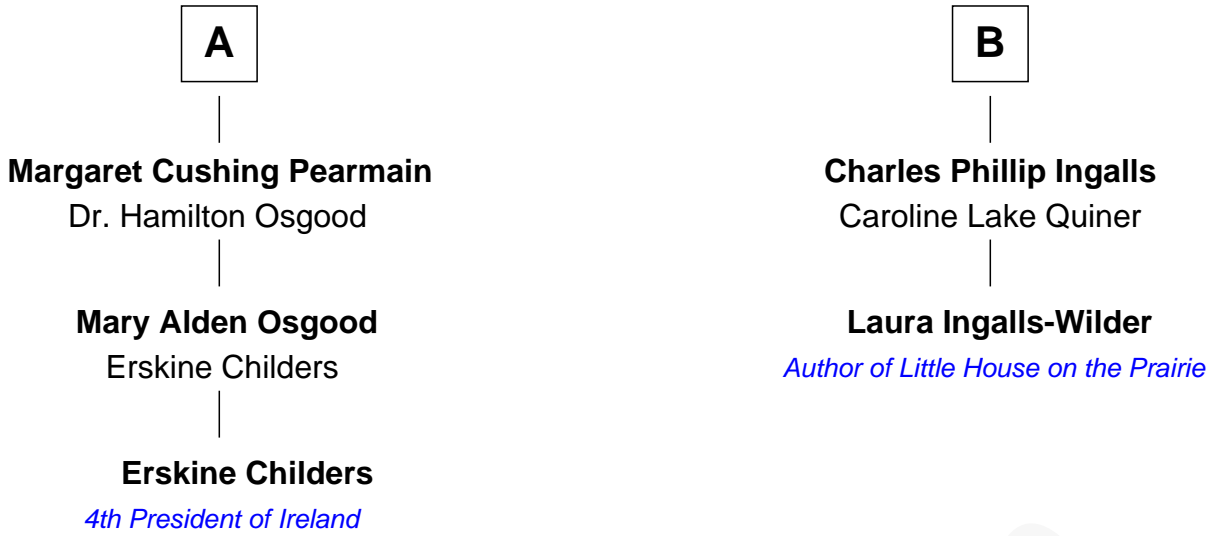 A
Margaret Cushing Pearmain
Dr. Hamilton Osgood
Mary Alden Osgood
Erskine Childers
Erskine Childers
4th President of Ireland
B
Charles Phillip Ingalls
Caroline Lake Quiner
Laura Ingalls-Wilder
Author of Little House on the Prairie